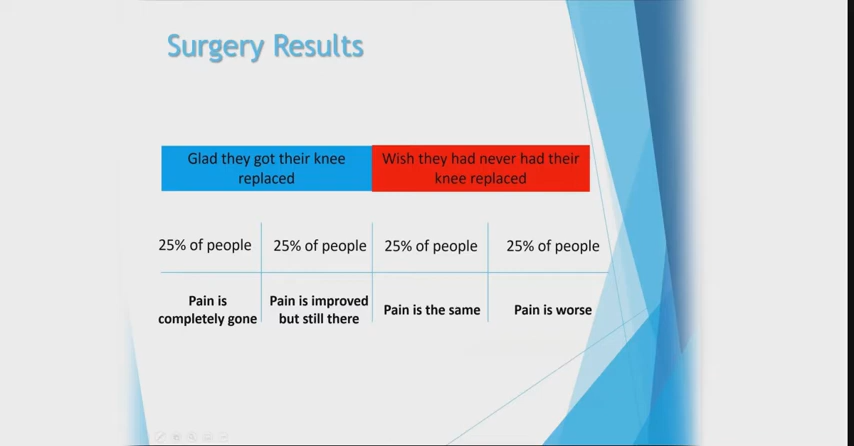 Surgery Results
Glad they got their knee
replaced
Wish they had never had their
knee replaced
25% of people
25% of people
25% of people
25% of people
Pain is
completely gone
Pain is improved
but still there
Pain is the same
Pain is worse